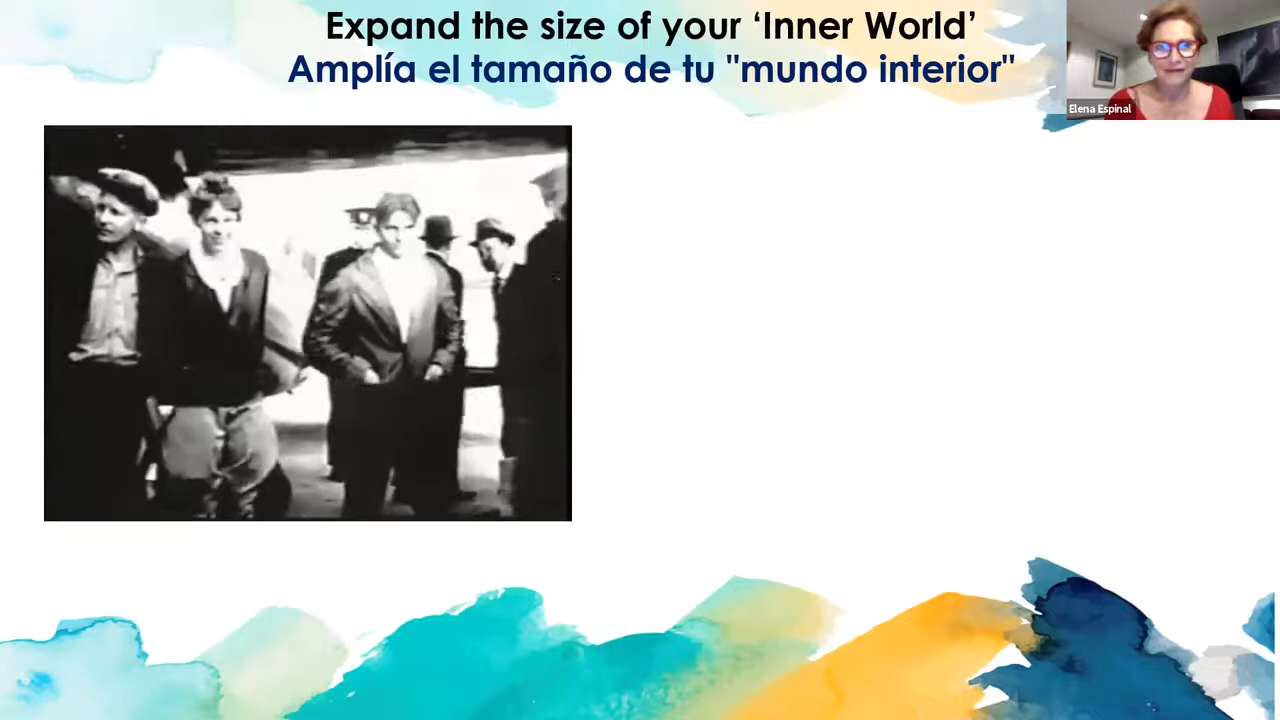 Expand the size of your ‘Inner World’
Amplía el tamaño de tu "mundo interior"
Elena Espinal